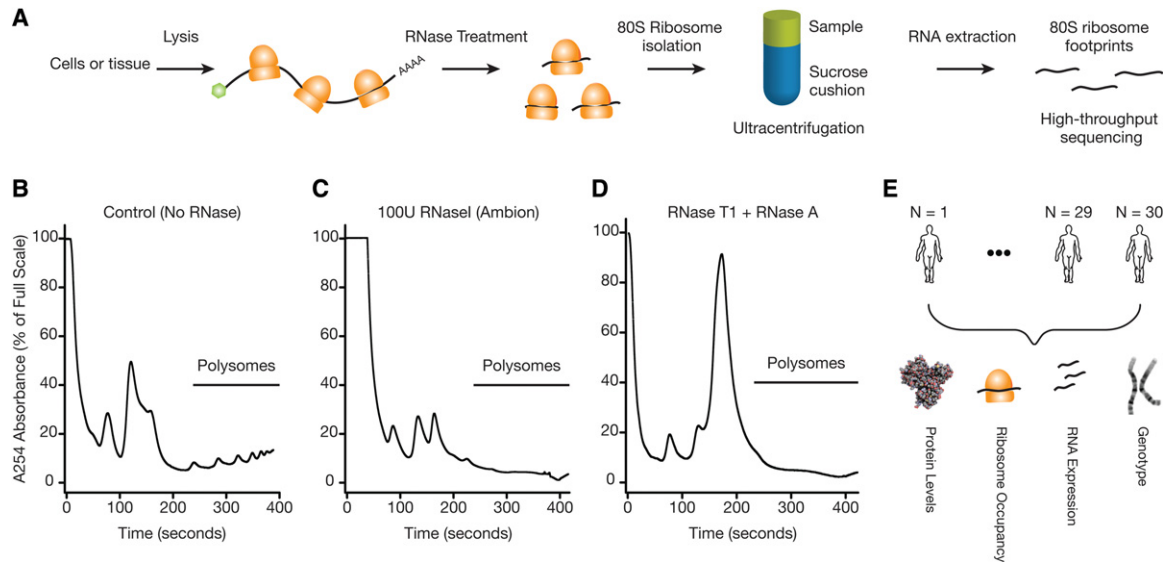 A
Cells or tissue
Lysis
AAAA
RNase Treatment
80S Ribosome
isolation
Sample
Sucrose
cushion
Ultracentrifugation
RNA extraction
80S ribosome
footprints
High-throughput
sequencing
B
Control (No RNase)
A254 Absorbance (% of Full Scale)
100
80
60
40
20
0
Polysomes
0 100 200 300 400
Time (seconds)
C
100U RNaseI (Ambion)
100
80
60
40
20
0
Polysomes
0 100 200 300 400
Time (seconds)
D
RNase T1 + RNase A
100
80
60
40
20
0
Polysomes
0 100 200 300 400
Time (seconds)
E
N = 1
N = 29
N = 30
Protein Levels
Ribosome Occupancy
RNA Expression
Genotype